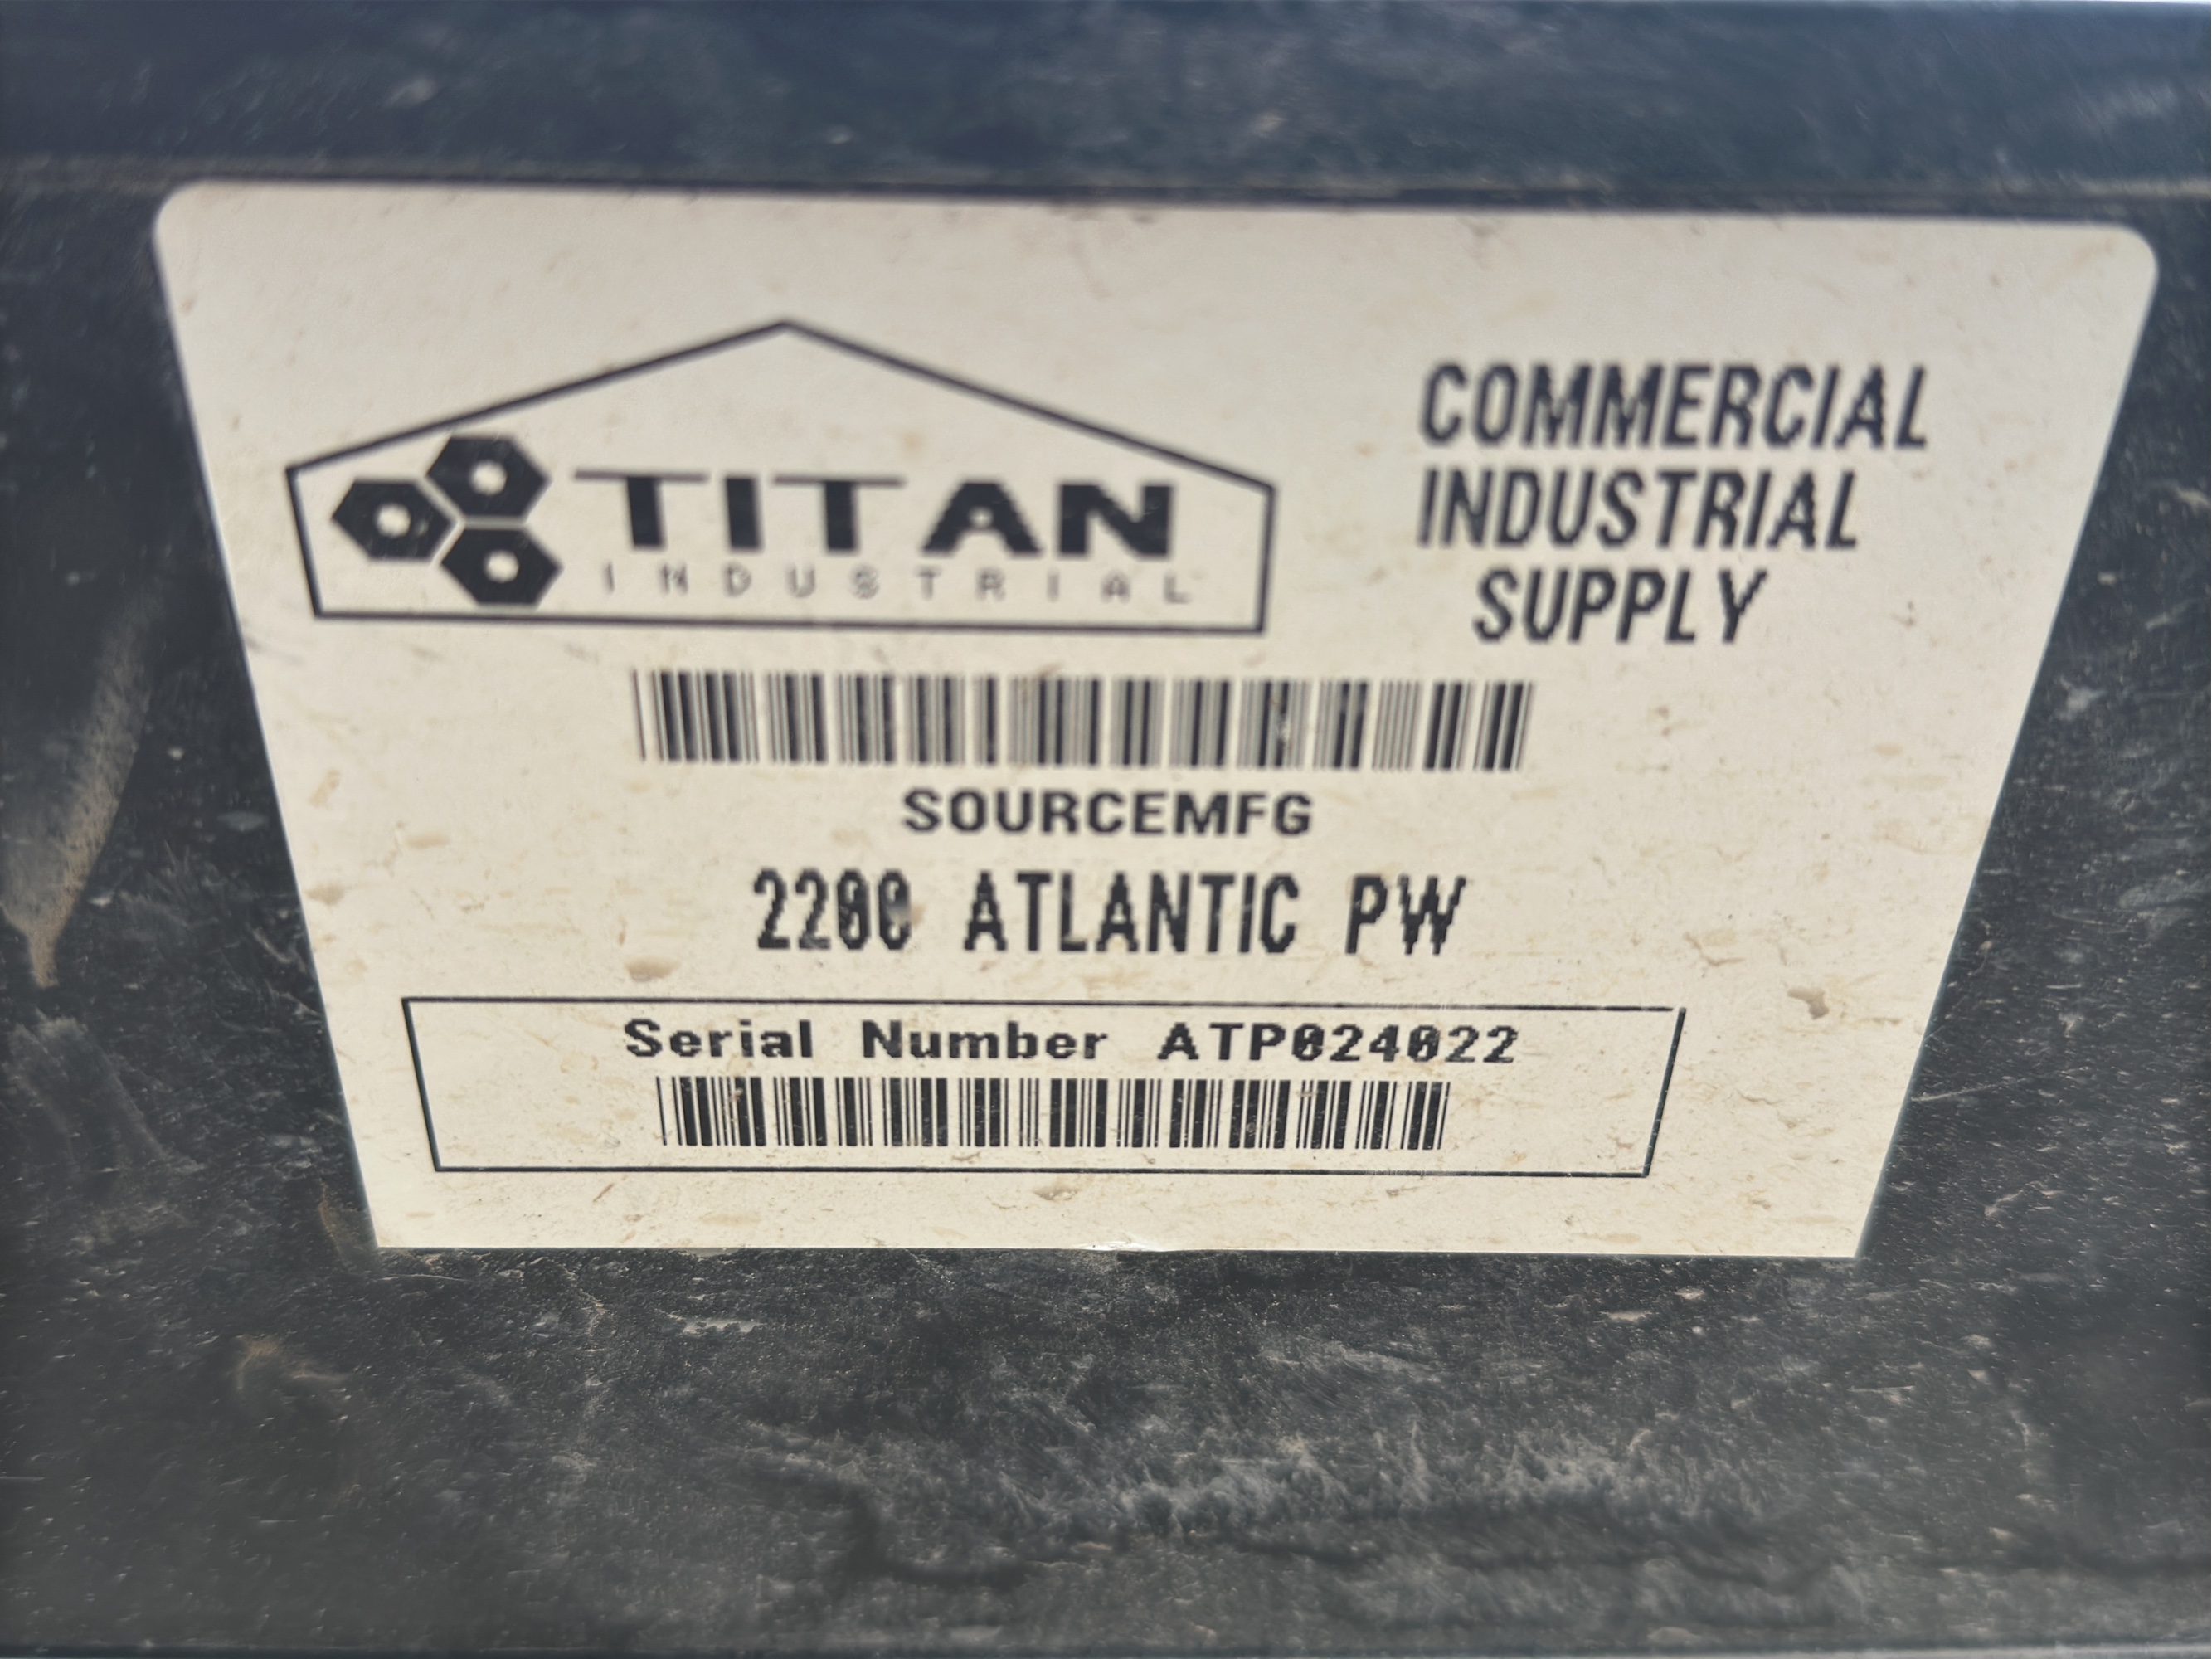 TITAN
INDUSTRIAL
COMMERCIAL
INDUSTRIAL
SUPPLY
SOURCEMFG
2200 ATLANTIC PW
Serial Number ATP024022